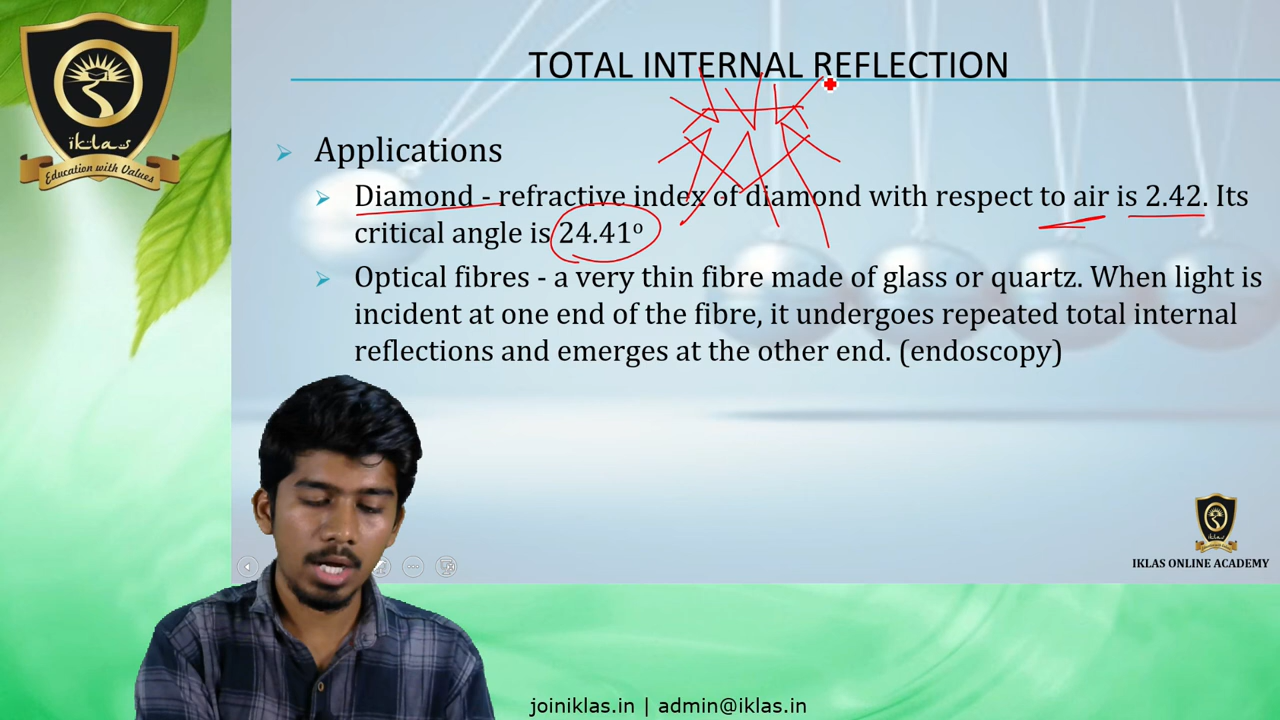 iklas
Education with Values
TOTAL INTERNAL REFLECTION
Applications
Diamond - refractive index of diamond with respect to air is 2.42. Its
critical angle is 24.41°
Optical fibres - a very thin fibre made of glass or quartz. When light is
incident at one end of the fibre, it undergoes repeated total internal
reflections and emerges at the other end. (endoscopy)
IKLAS ONLINE ACADEMY
joiniklas.in | admin@iklas.in